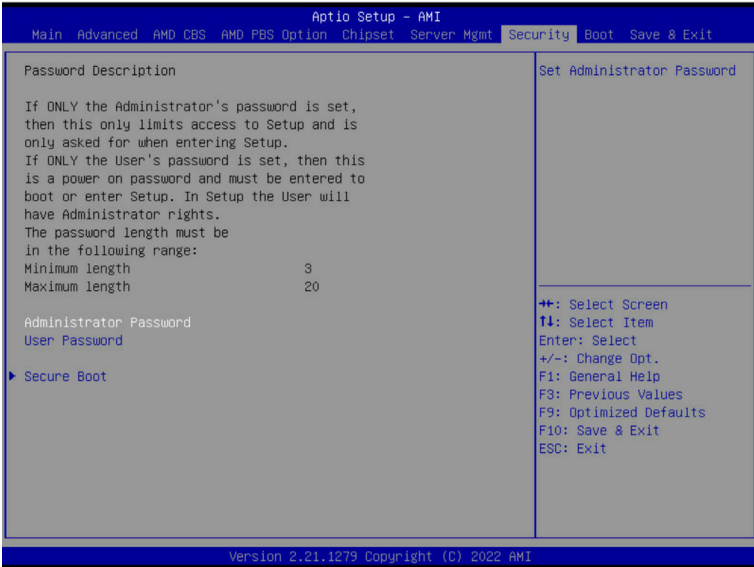 Aptio Setup - AMI
Main Advanced AMD CBS AMD PBS Option Chipset Server Mgmt Security Boot Save & Exit
Password Description
If ONLY the Administrator's password is set,
then this only limits access to Setup and is
only asked for when entering Setup.
If ONLY the User's password is set, then this
is a power on password and must be entered to
boot or enter Setup. In Setup the User will
have Administrator rights.
The password length must be
in the following range:
Minimum length 3
Maximum length 20
Administrator Password
User Password
Secure Boot
Set Administrator Password
→←: Select Screen
↑↓: Select Item
Enter: Select
+/-: Change Opt.
F1: General Help
F3: Previous Values
F9: Optimized Defaults
F10: Save & Exit
ESC: Exit
Version 2.21.1279 Copyright (C) 2022 AMI